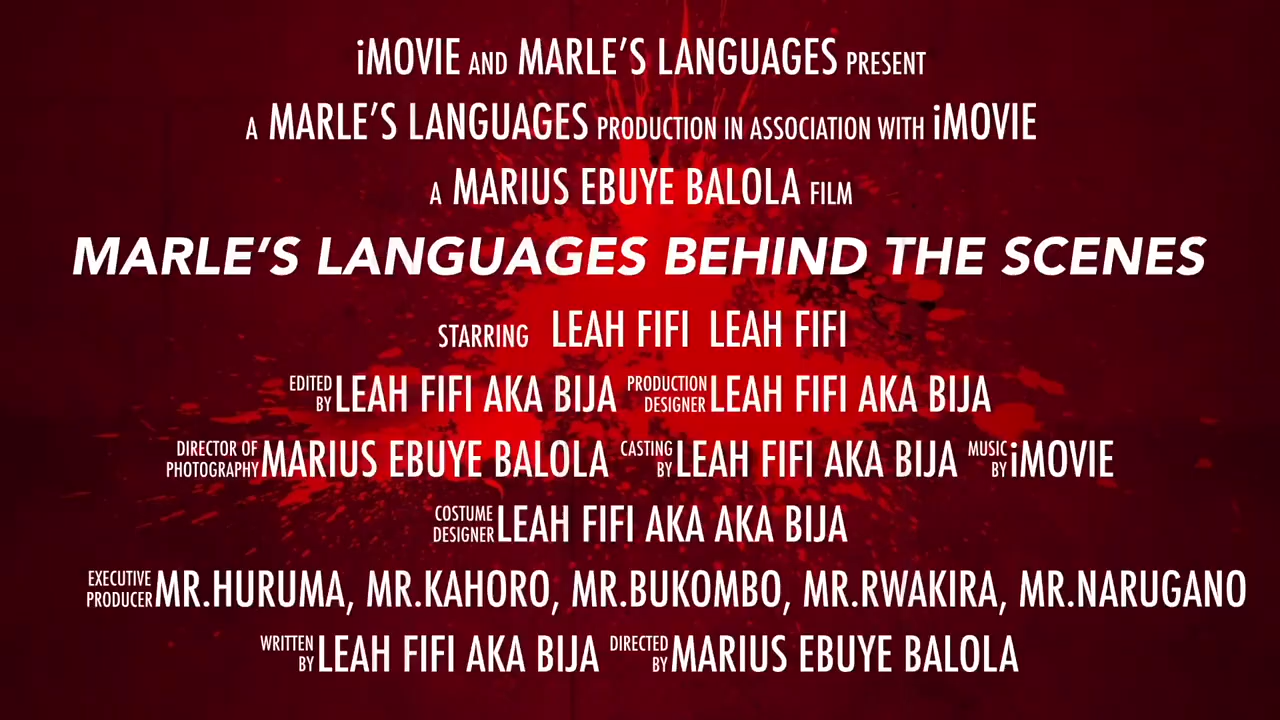 iMOVIE AND MARLE'S LANGUAGES PRESENT
A MARLE'S LANGUAGES PRODUCTION IN ASSOCIATION WITH iMOVIE
A MARIUS EBUYE BALOLA FILM
MARLE'S LANGUAGES BEHIND THE SCENES
STARRING LEAH FIFI LEAH FIFI
EDITED BY LEAH FIFI AKA BIJA PRODUCTION DESIGNER LEAH FIFI AKA BIJA
DIRECTOR OF PHOTOGRAPHY MARIUS EBUYE BALOLA CASTING BY LEAH FIFI AKA BIJA MUSIC BY iMOVIE
COSTUME DESIGNER LEAH FIFI AKA AKA BIJA
EXECUTIVE PRODUCER MR.HURUMA, MR.KAHORO, MR.BUKOMBO, MR.RWAKIRA, MR.NARUGANO
WRITTEN BY LEAH FIFI AKA BIJA DIRECTED BY MARIUS EBUYE BALOLA